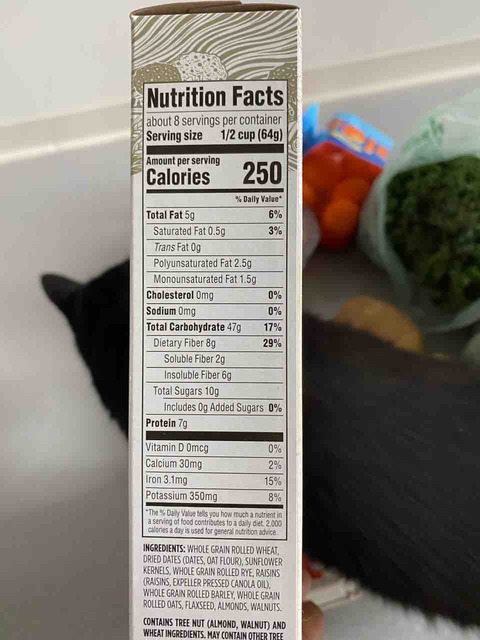 Nutrition Facts
about 8 servings per container
Serving size 1/2 cup (64g)
Amount per serving
Calories 250
% Daily Value*
Total Fat 5g 6%
Saturated Fat 0.5g 3%
Trans Fat 0g
Polyunsaturated Fat 2.5g
Monounsaturated Fat 1.5g
Cholesterol 0mg 0%
Sodium 0mg 0%
Total Carbohydrate 47g 17%
Dietary Fiber 8g 29%
Soluble Fiber 2g
Insoluble Fiber 6g
Total Sugars 10g
Includes 0g Added Sugars 0%
Protein 7g
Vitamin D 0mcg 0%
Calcium 30mg 2%
Iron 3.1mg 15%
Potassium 350mg 8%
*The % Daily Value tells you how much a nutrient in
a serving of food contributes to a daily diet. 2,000
calories a day is used for general nutrition advice.
INGREDIENTS: WHOLE GRAIN ROLLED WHEAT,
DRIED DATES (DATES, OAT FLOUR), SUNFLOWER
KERNELS, WHOLE GRAIN ROLLED RYE, RAISINS
(RAISINS, EXPELLER PRESSED CANOLA OIL),
WHOLE GRAIN ROLLED BARLEY, WHOLE GRAIN
ROLLED OATS, FLAXSEED, ALMONDS, WALNUTS.
CONTAINS TREE NUT (ALMOND, WALNUT) AND
WHEAT INGREDIENTS. MAY CONTAIN OTHER TREE